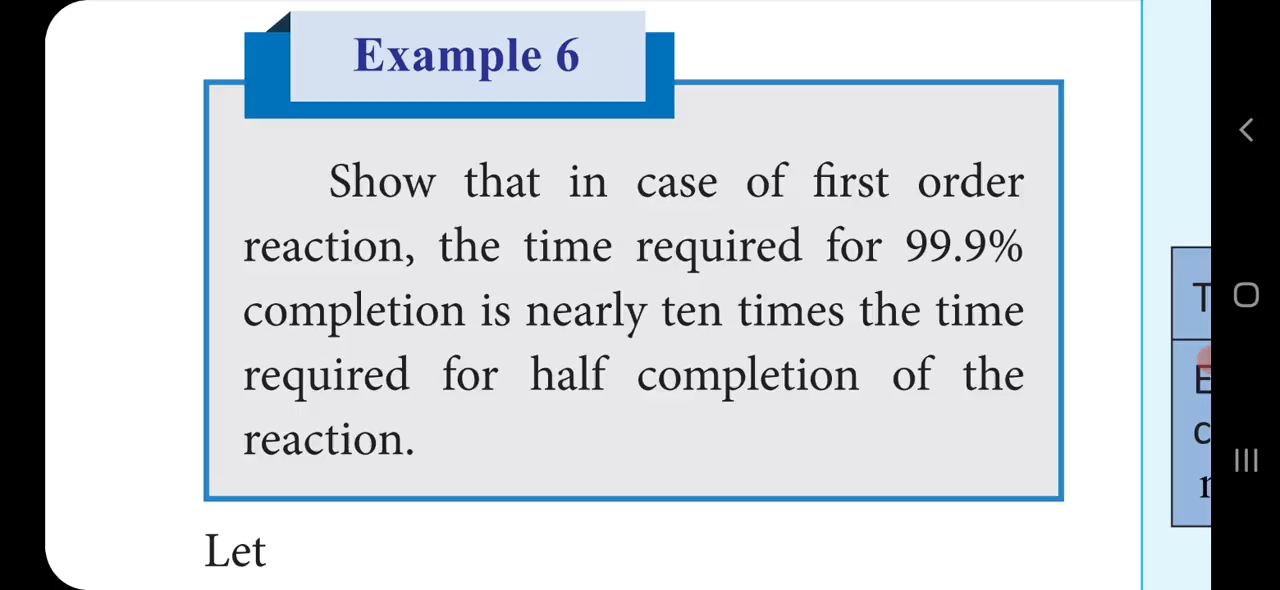 Example 6
Show that in case of first order
reaction, the time required for 99.9%
completion is nearly ten times the time
required for half completion of the
reaction.
Let
T
E
c